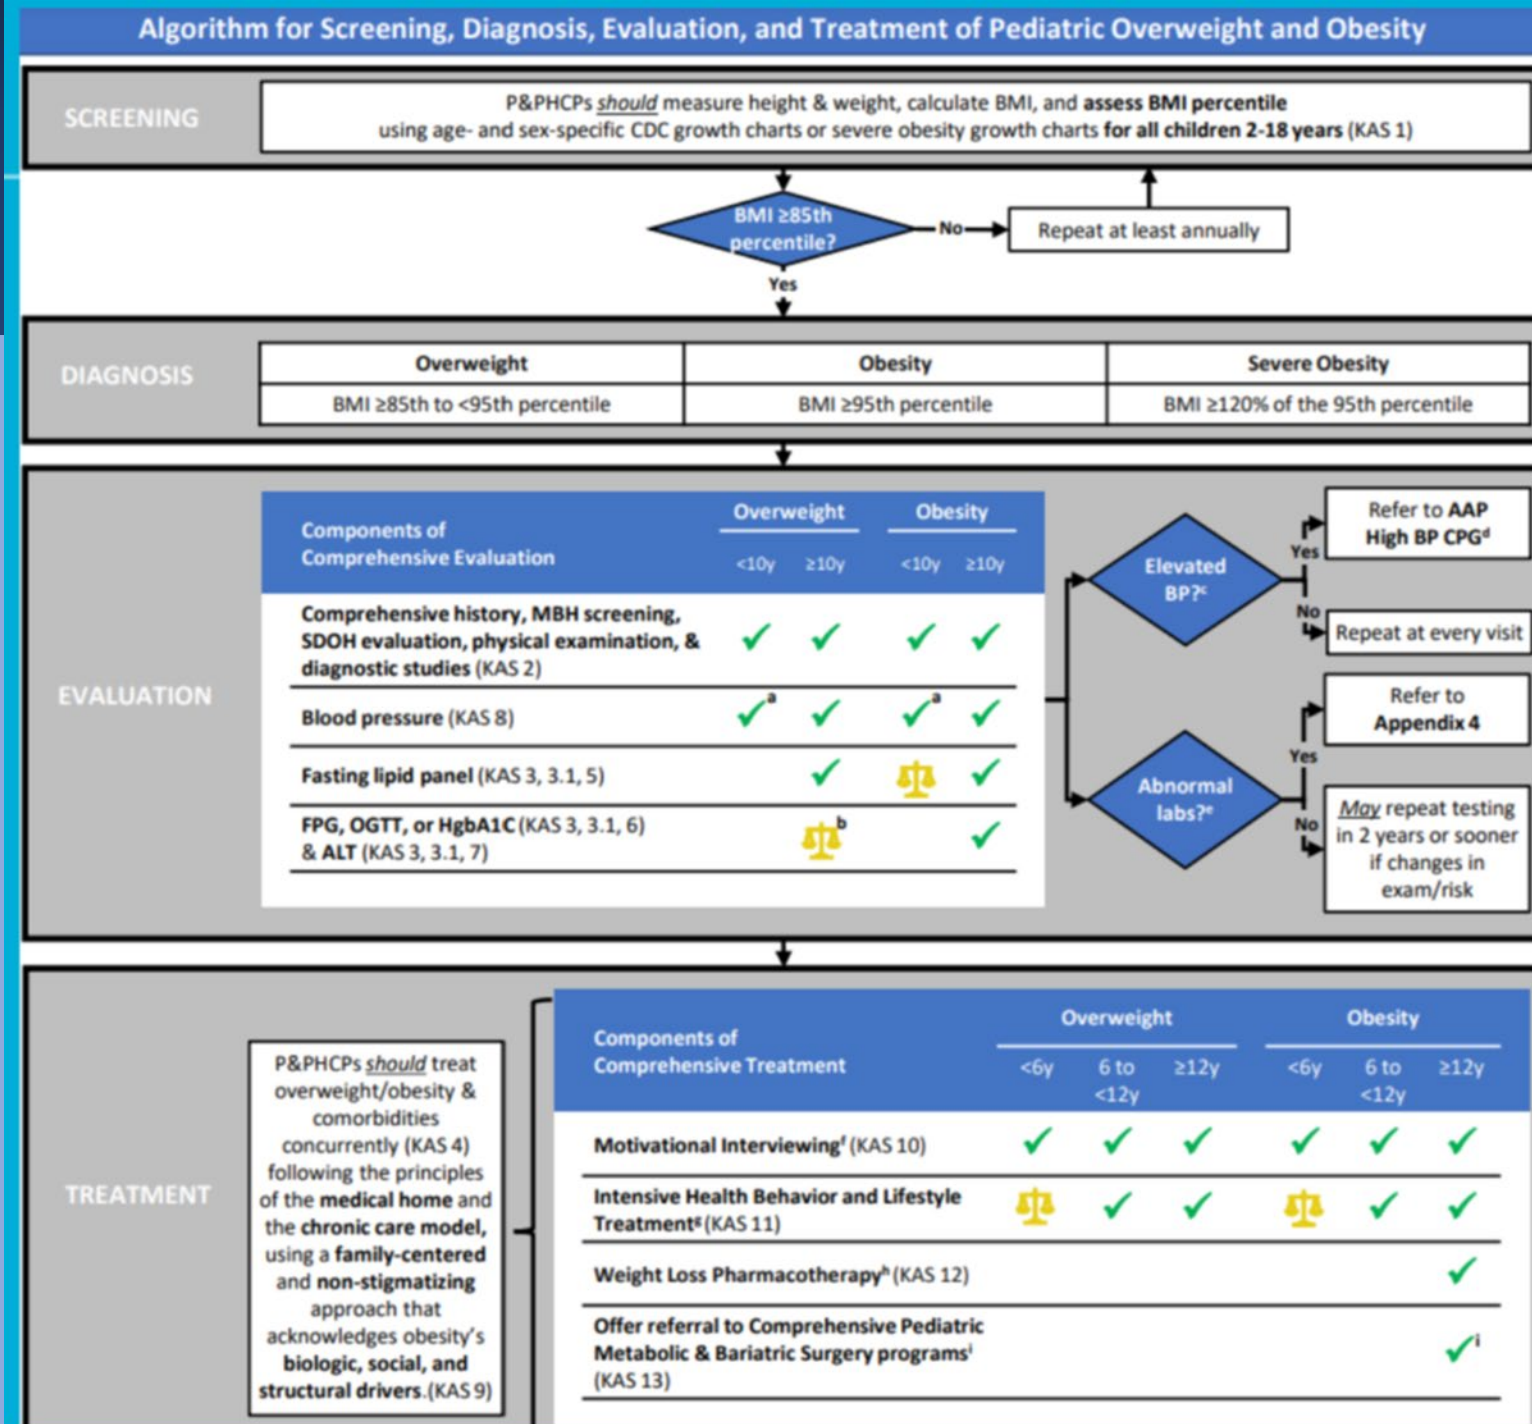 Algorithm for Screening, Diagnosis, Evaluation, and Treatment of Pediatric Overweight and Obesity
SCREENING
P&PHCPs should measure height & weight, calculate BMI, and assess BMI percentile
using age- and sex-specific CDC growth charts or severe obesity growth charts for all children 2-18 years (KAS 1)
BMI ≥85th
percentile?
No
Repeat at least annually
Yes
DIAGNOSIS
Overweight
Obesity
Severe Obesity
BMI ≥85th to <95th percentile
BMI ≥95th percentile
BMI ≥120% of the 95th percentile
EVALUATION
Components of
Comprehensive Evaluation
Overweight
Obesity
<10y ≥10y <10y ≥10y
Comprehensive history, MBH screening,
SDOH evaluation, physical examination, &
diagnostic studies (KAS 2)
Blood pressure (KAS 8)
a
a
Fasting lipid panel (KAS 3, 3.1, 5)
FPG, OGTT, or HgbA1C (KAS 3, 3.1, 6)
& ALT (KAS 3, 3.1, 7)
b
Elevated
BP?c
Yes
Refer to AAP
High BP CPGd
No
Repeat at every visit
Abnormal
labs?e
Yes
Refer to
Appendix 4
No
May repeat testing
in 2 years or sooner
if changes in
exam/risk
TREATMENT
P&PHCPs should treat
overweight/obesity &
comorbidities
concurrently (KAS 4)
following the principles
of the medical home and
the chronic care model,
using a family-centered
and non-stigmatizing
approach that
acknowledges obesity's
biologic, social, and
structural drivers.(KAS 9)
Components of
Comprehensive Treatment
Overweight
Obesity
<6y 6 to ≥12y <6y 6 to ≥12y
<12y <12y
Motivational Interviewingf (KAS 10)
Intensive Health Behavior and Lifestyle
Treatmentg (KAS 11)
Weight Loss Pharmacotherapyh (KAS 12)
Offer referral to Comprehensive Pediatric
Metabolic & Bariatric Surgery programsi
(KAS 13)
i